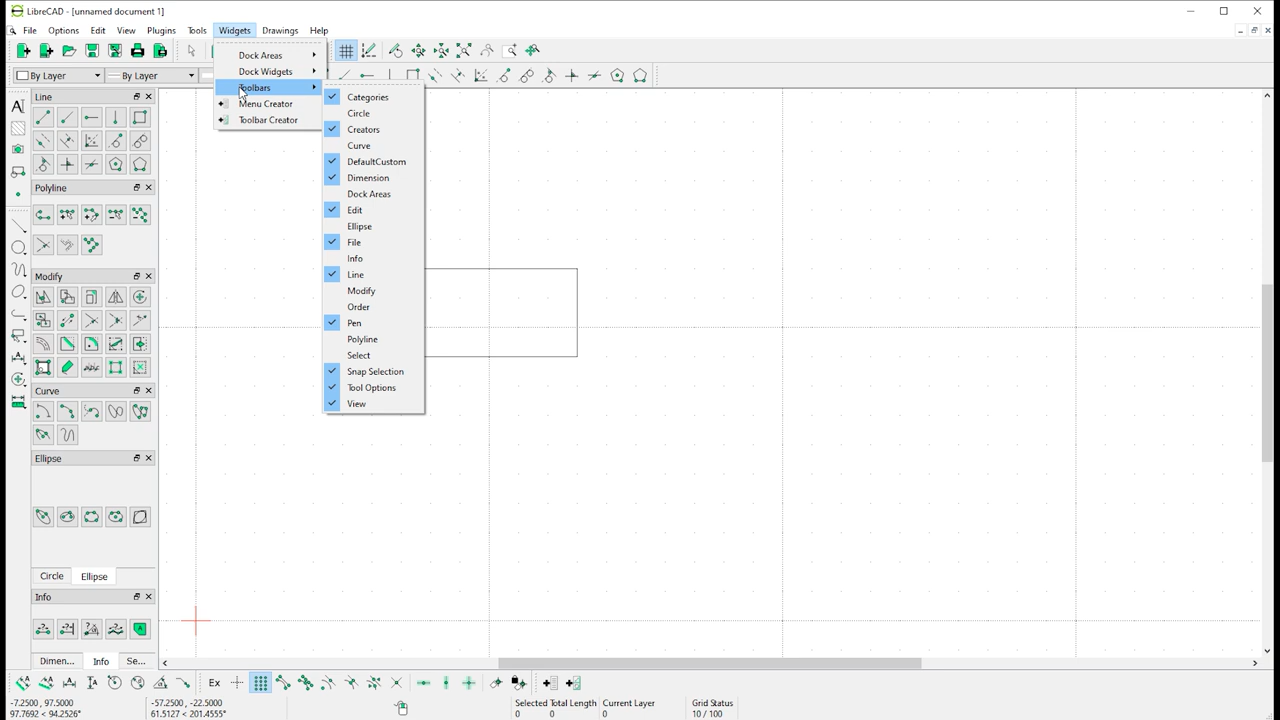 LibreCAD - [unnamed document 1]
File Options Edit View Plugins Tools Widgets Drawings Help
By Layer By Layer
Dock Areas
Dock Widgets
Toolbars
Menu Creator
Toolbar Creator
Categories
Circle
Creators
Curve
DefaultCustom
Dimension
Dock Areas
Edit
Ellipse
File
Info
Line
Modify
Order
Pen
Polyline
Select
Snap Selection
Tool Options
View
Line
Polyline
Modify
Curve
Ellipse
Circle Ellipse
Info
Dimen... Info Se...
Ex
-7.2500 , 97.5000
97.7692 < 94.2526°
-57.2500 , -22.5000
61.5127 < 201.4555°
Selected Total Length
0 0
Current Layer
0
Grid Status
10 / 100